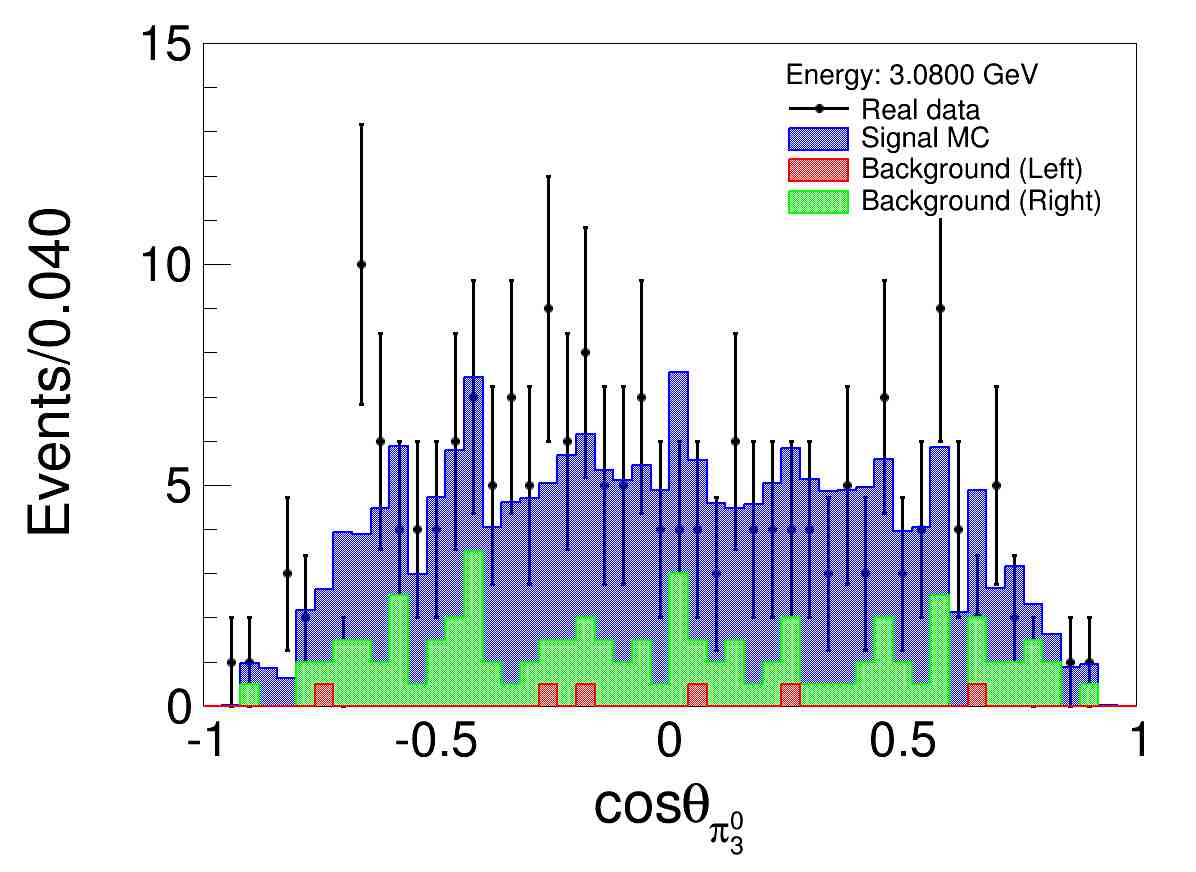 15
10
5
0
Events/0.040
Energy: 3.0800 GeV
Real data
Signal MC
Background (Left)
Background (Right)
-1 -0.5 0 0.5 1
cosθπ⁰₃